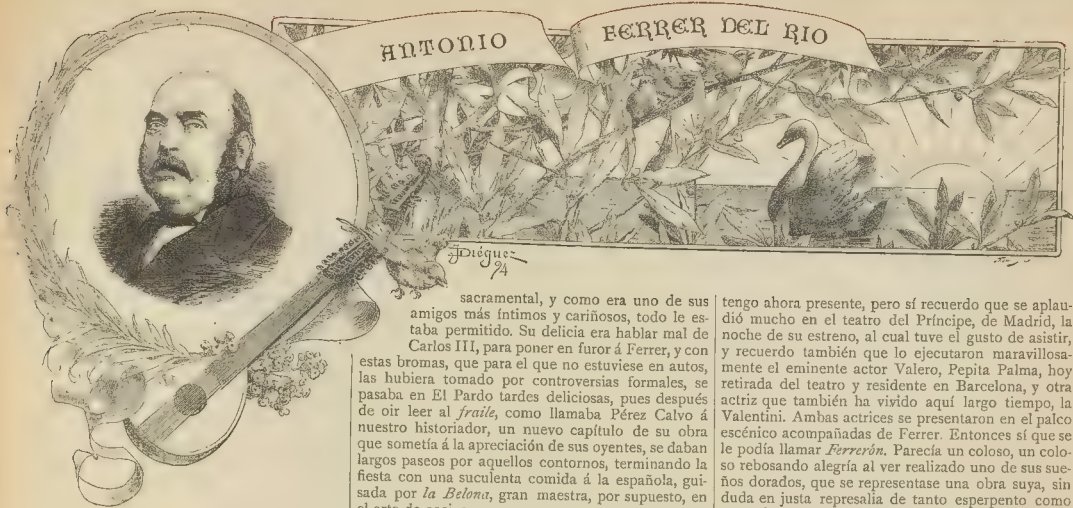 ANTONIO
FERRER DEL RIO
JDiéguez
94
sacramental, y como era uno de sus
amigos más íntimos y cariñosos, todo le es-
taba permitido. Su delicia era hablar mal de
Carlos III, para poner en furor á Ferrer, y con
estas bromas, que para el que no estuviese en autos,
las hubiera tomado por controversias formales, se
pasaba en El Pardo tardes deliciosas, pues después
de oir leer al fraile, como llamaba Pérez Calvo á
nuestro historiador, un nuevo capítulo de su obra
que sometía á la apreciación de sus oyentes, se daban
largos paseos por aquellos contornos, terminando la
fiesta con una suculenta comida á la española, gui-
sada por la Belona, gran maestra, por supuesto, en
tengo ahora presente, pero sí recuerdo que se aplau-
dió mucho en el teatro del Príncipe, de Madrid, la
noche de su estreno, al cual tuve el gusto de asistir,
y recuerdo también que lo ejecutaron maravillosa-
mente el eminente actor Valero, Pepita Palma, hoy
retirada del teatro y residente en Barcelona, y otra
actriz que también ha vivido aquí largo tiempo, la
Valentini. Ambas actrices se presentaron en el palco
escénico acompañadas de Ferrer. Entonces sí que se
le podía llamar Ferrerón. Parecía un coloso, un colo-
so rebosando alegría al ver realizado uno de sus sue-
ños dorados, que se representase una obra suya, sin
duda en justa represalia de tanto esperpento como